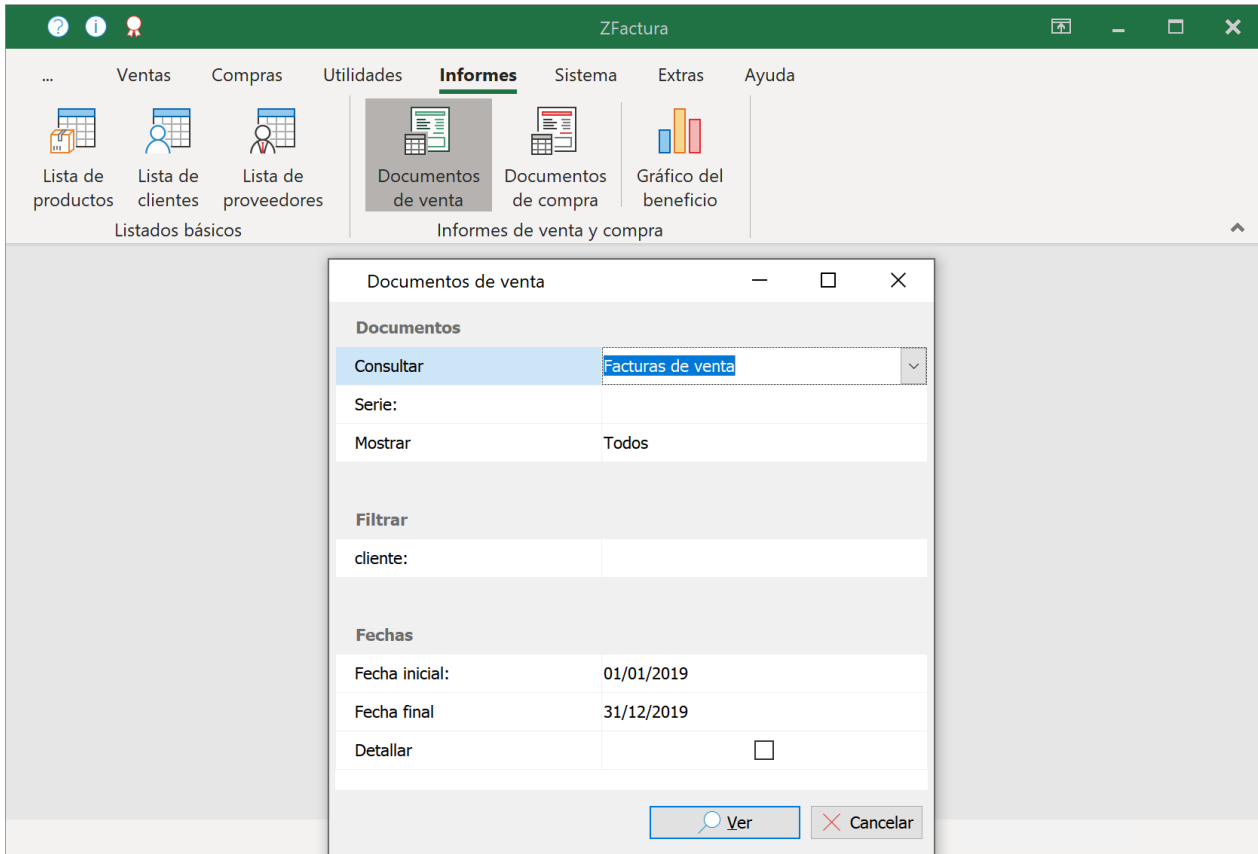 ZFactura
... Ventas Compras Utilidades Informes Sistema Extras Ayuda
Lista de productos
Lista de clientes
Lista de proveedores
Documentos de venta
Documentos de compra
Gráfico del beneficio
Listados básicos
Informes de venta y compra
Documentos de venta
Documentos
Consultar Facturas de venta
Serie:
Mostrar Todos
Filtrar
cliente:
Fechas
Fecha inicial: 01/01/2019
Fecha final 31/12/2019
Detallar
Ver Cancelar